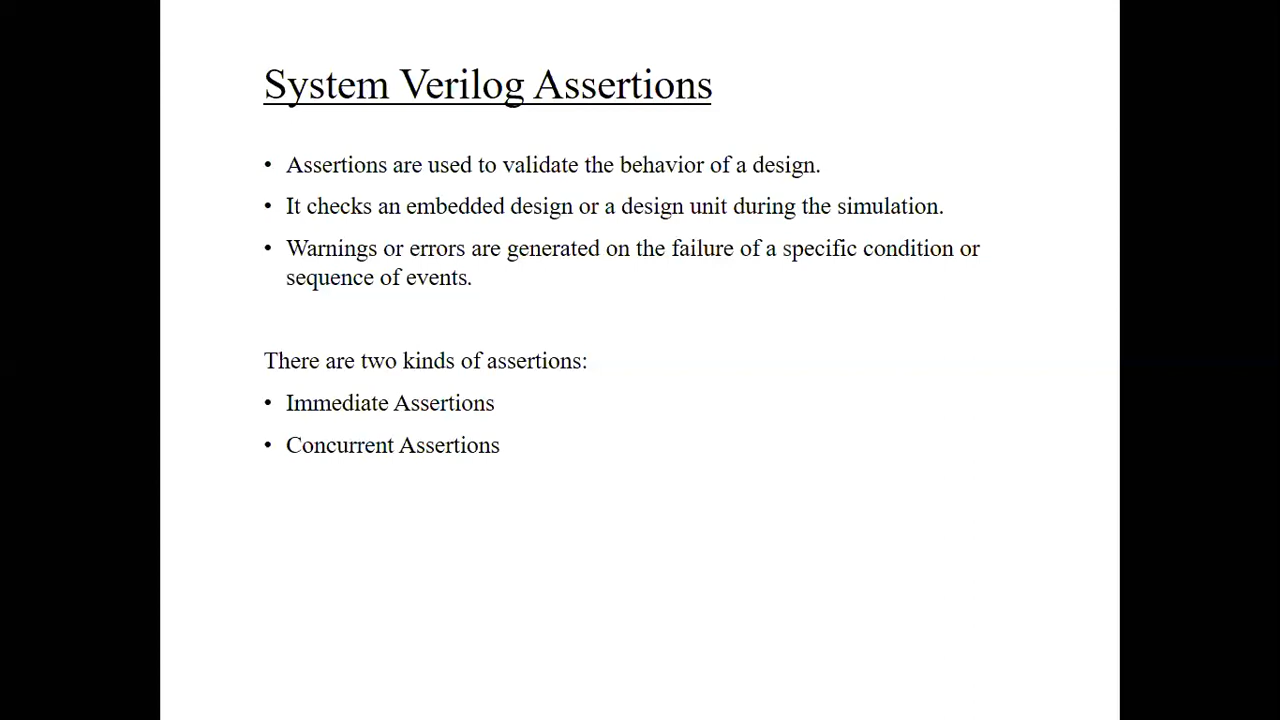 System Verilog Assertions
• Assertions are used to validate the behavior of a design.
• It checks an embedded design or a design unit during the simulation.
• Warnings or errors are generated on the failure of a specific condition or
sequence of events.
There are two kinds of assertions:
• Immediate Assertions
• Concurrent Assertions